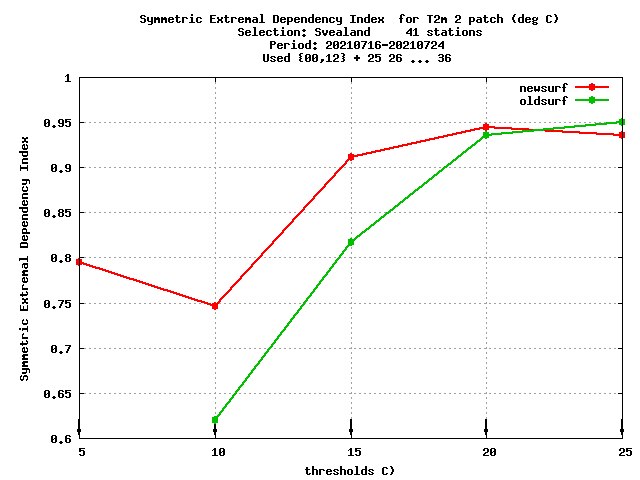 Symmetric Extremal Dependency Index  for T2m 2 patch (deg C)
Selection: Svealand     41 stations
Period: 20210716-20210724
Used {00,12} + 25 26 ... 36
newsurf
oldsurf
Symmetric Extremal Dependency Index
1
0.95
0.9
0.85
0.8
0.75
0.7
0.65
0.6
5 10 15 20 25
thresholds C)